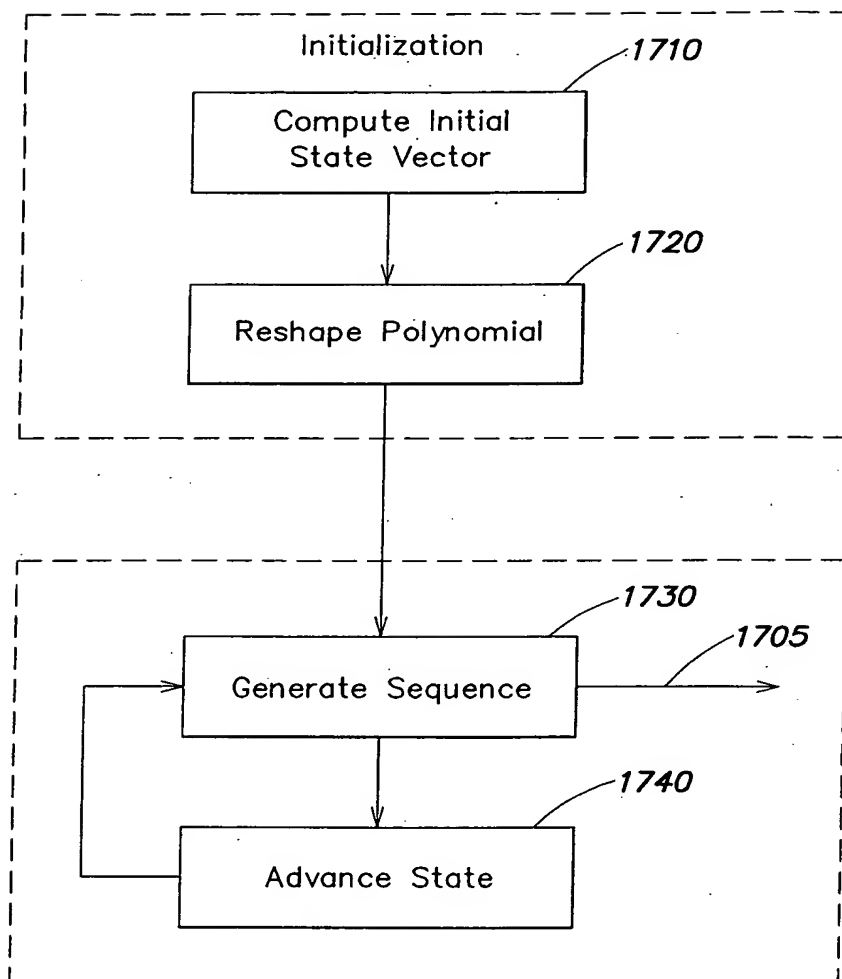 Initialization
1710
Compute Initial
State Vector
1720
Reshape Polynomial
1730
1705
Generate Sequence
1740
Advance State